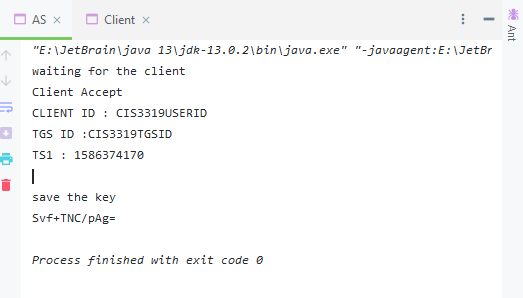 AS
Client
Ant
"E:\JetBrain\java 13\jdk-13.0.2\bin\java.exe" "-javaagent:E:\JetBr
waiting for the client
Client Accept
CLIENT ID : CIS3319USERID
TGS ID :CIS3319TGSID
TS1 : 1586374170
save the key
Svf+TNC/pAg=
Process finished with exit code 0